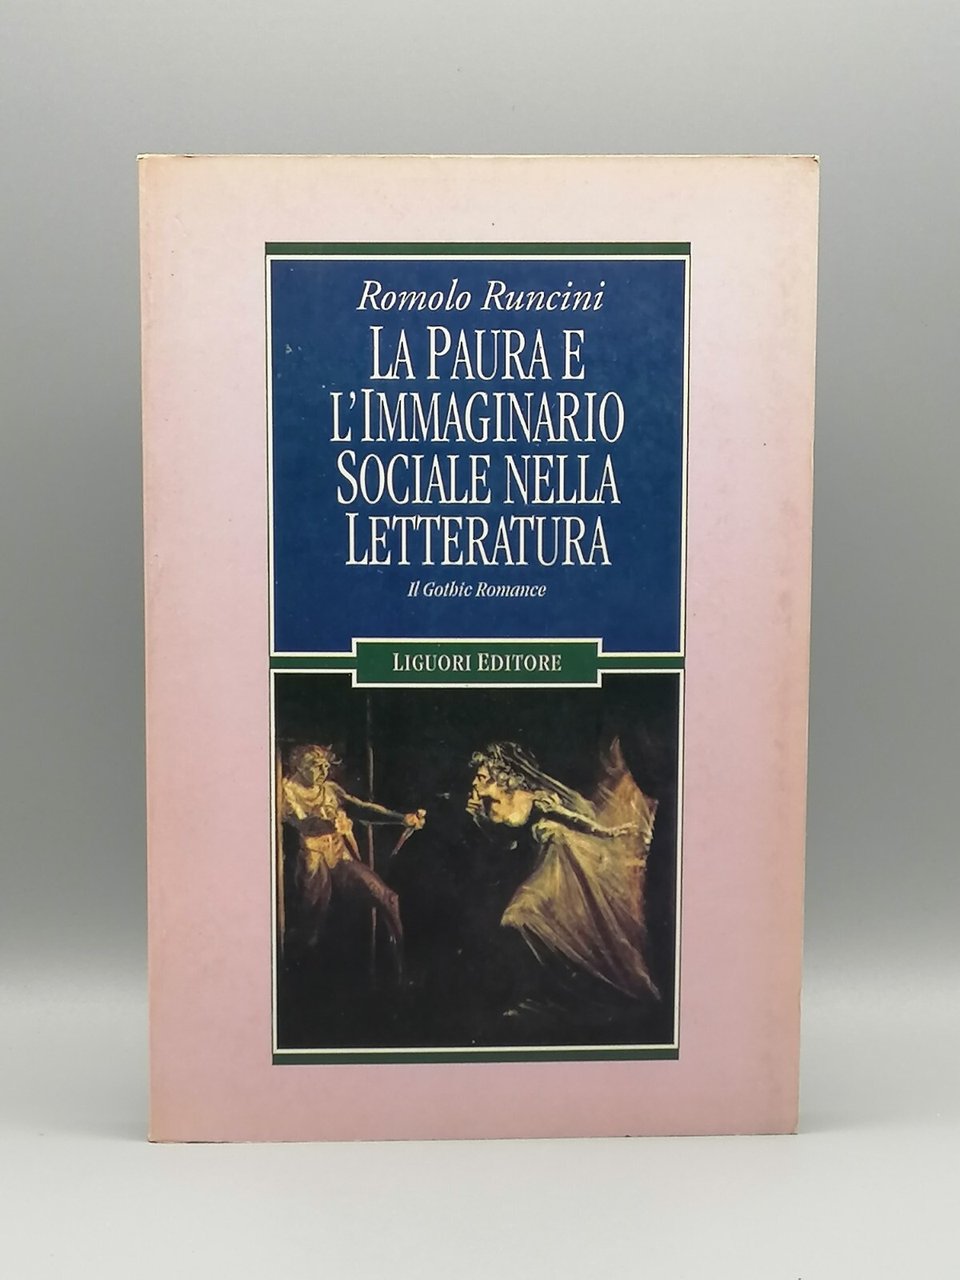 Romolo Runcini
LA PAURA E
L'IMMAGINARIO
SOCIALE NELLA
LETTERATURA
Il Gothic Romance
LIGUORI EDITORE